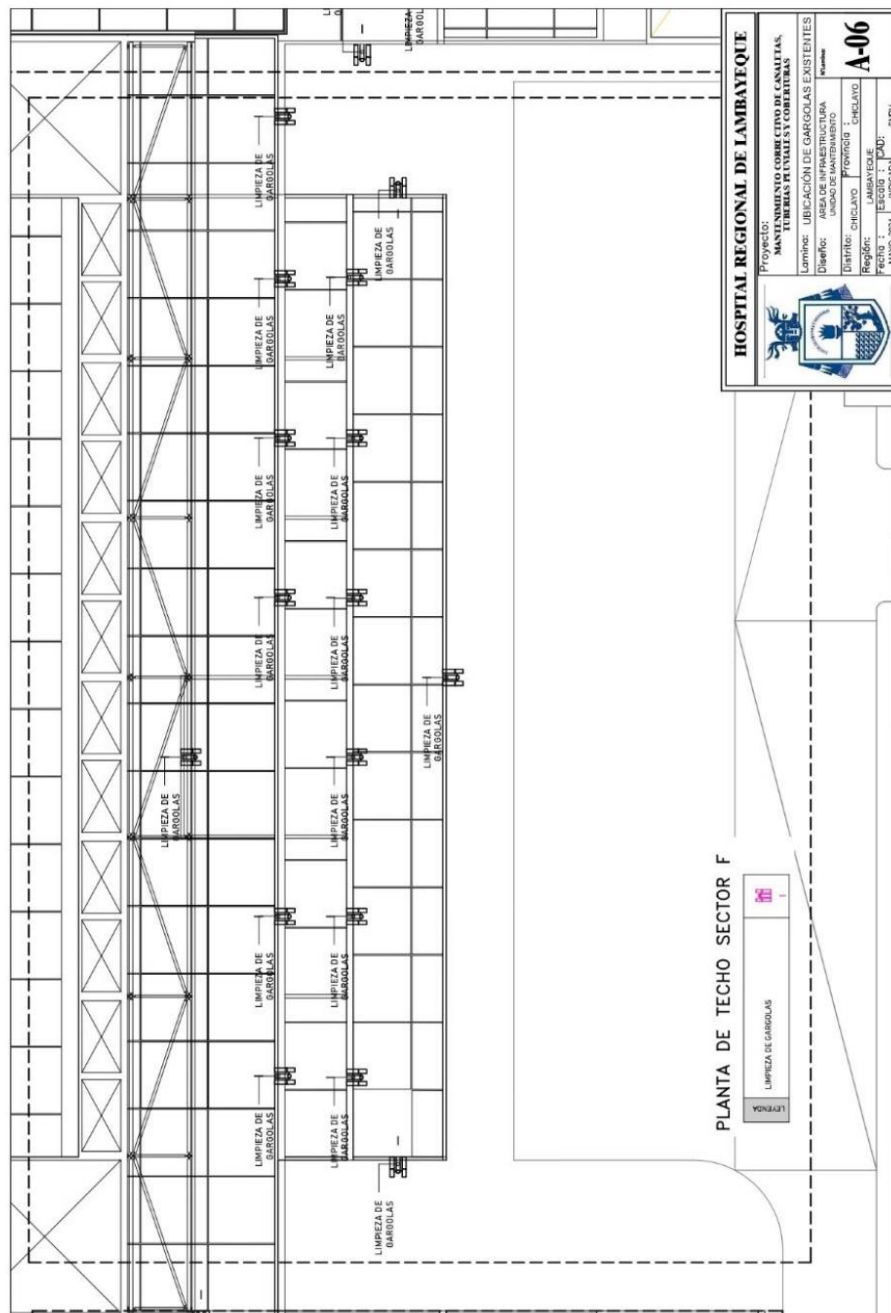 HOSPITAL REGIONAL DE LAMBAYEQUE
Proyecto:
MANTENIMIENTO CORRECTIVO DE CANALETAS,
TUBERIAS PLUVIALES Y COBERTURAS
Lamina: UBICACIÓN DE GARGOLAS EXISTENTES
Diseño: AREA DE INFRAESTRUCTURA
UNIDAD DE MANTENIMIENTO
A-06
Distrito: CHICLAYO Provincia : CHICLAYO
Región: LAMBAYEQUE
Fecha : Escala : CAD:
PLANTA DE TECHO SECTOR F
LEYENDA
LIMPIEZA DE GARGOLAS
LIMPIEZA DE
GARGOLAS
LIMPIEZA DE
GARGOLAS
LIMPIEZA DE
GARGOLAS
LIMPIEZA DE
GARGOLAS
LIMPIEZA DE
GARGOLAS
LIMPIEZA DE
GARGOLAS
LIMPIEZA DE
GARGOLAS
LIMPIEZA DE
GARGOLAS
LIMPIEZA DE
GARGOLAS
LIMPIEZA DE
GARGOLAS
LIMPIEZA DE
GARGOLAS
LIMPIEZA DE
GARGOLAS
LIMPIEZA DE
GARGOLAS
LIMPIEZA DE
GARGOLAS
LIMPIEZA DE
GARGOLAS
LIMPIEZA DE
GARGOLAS